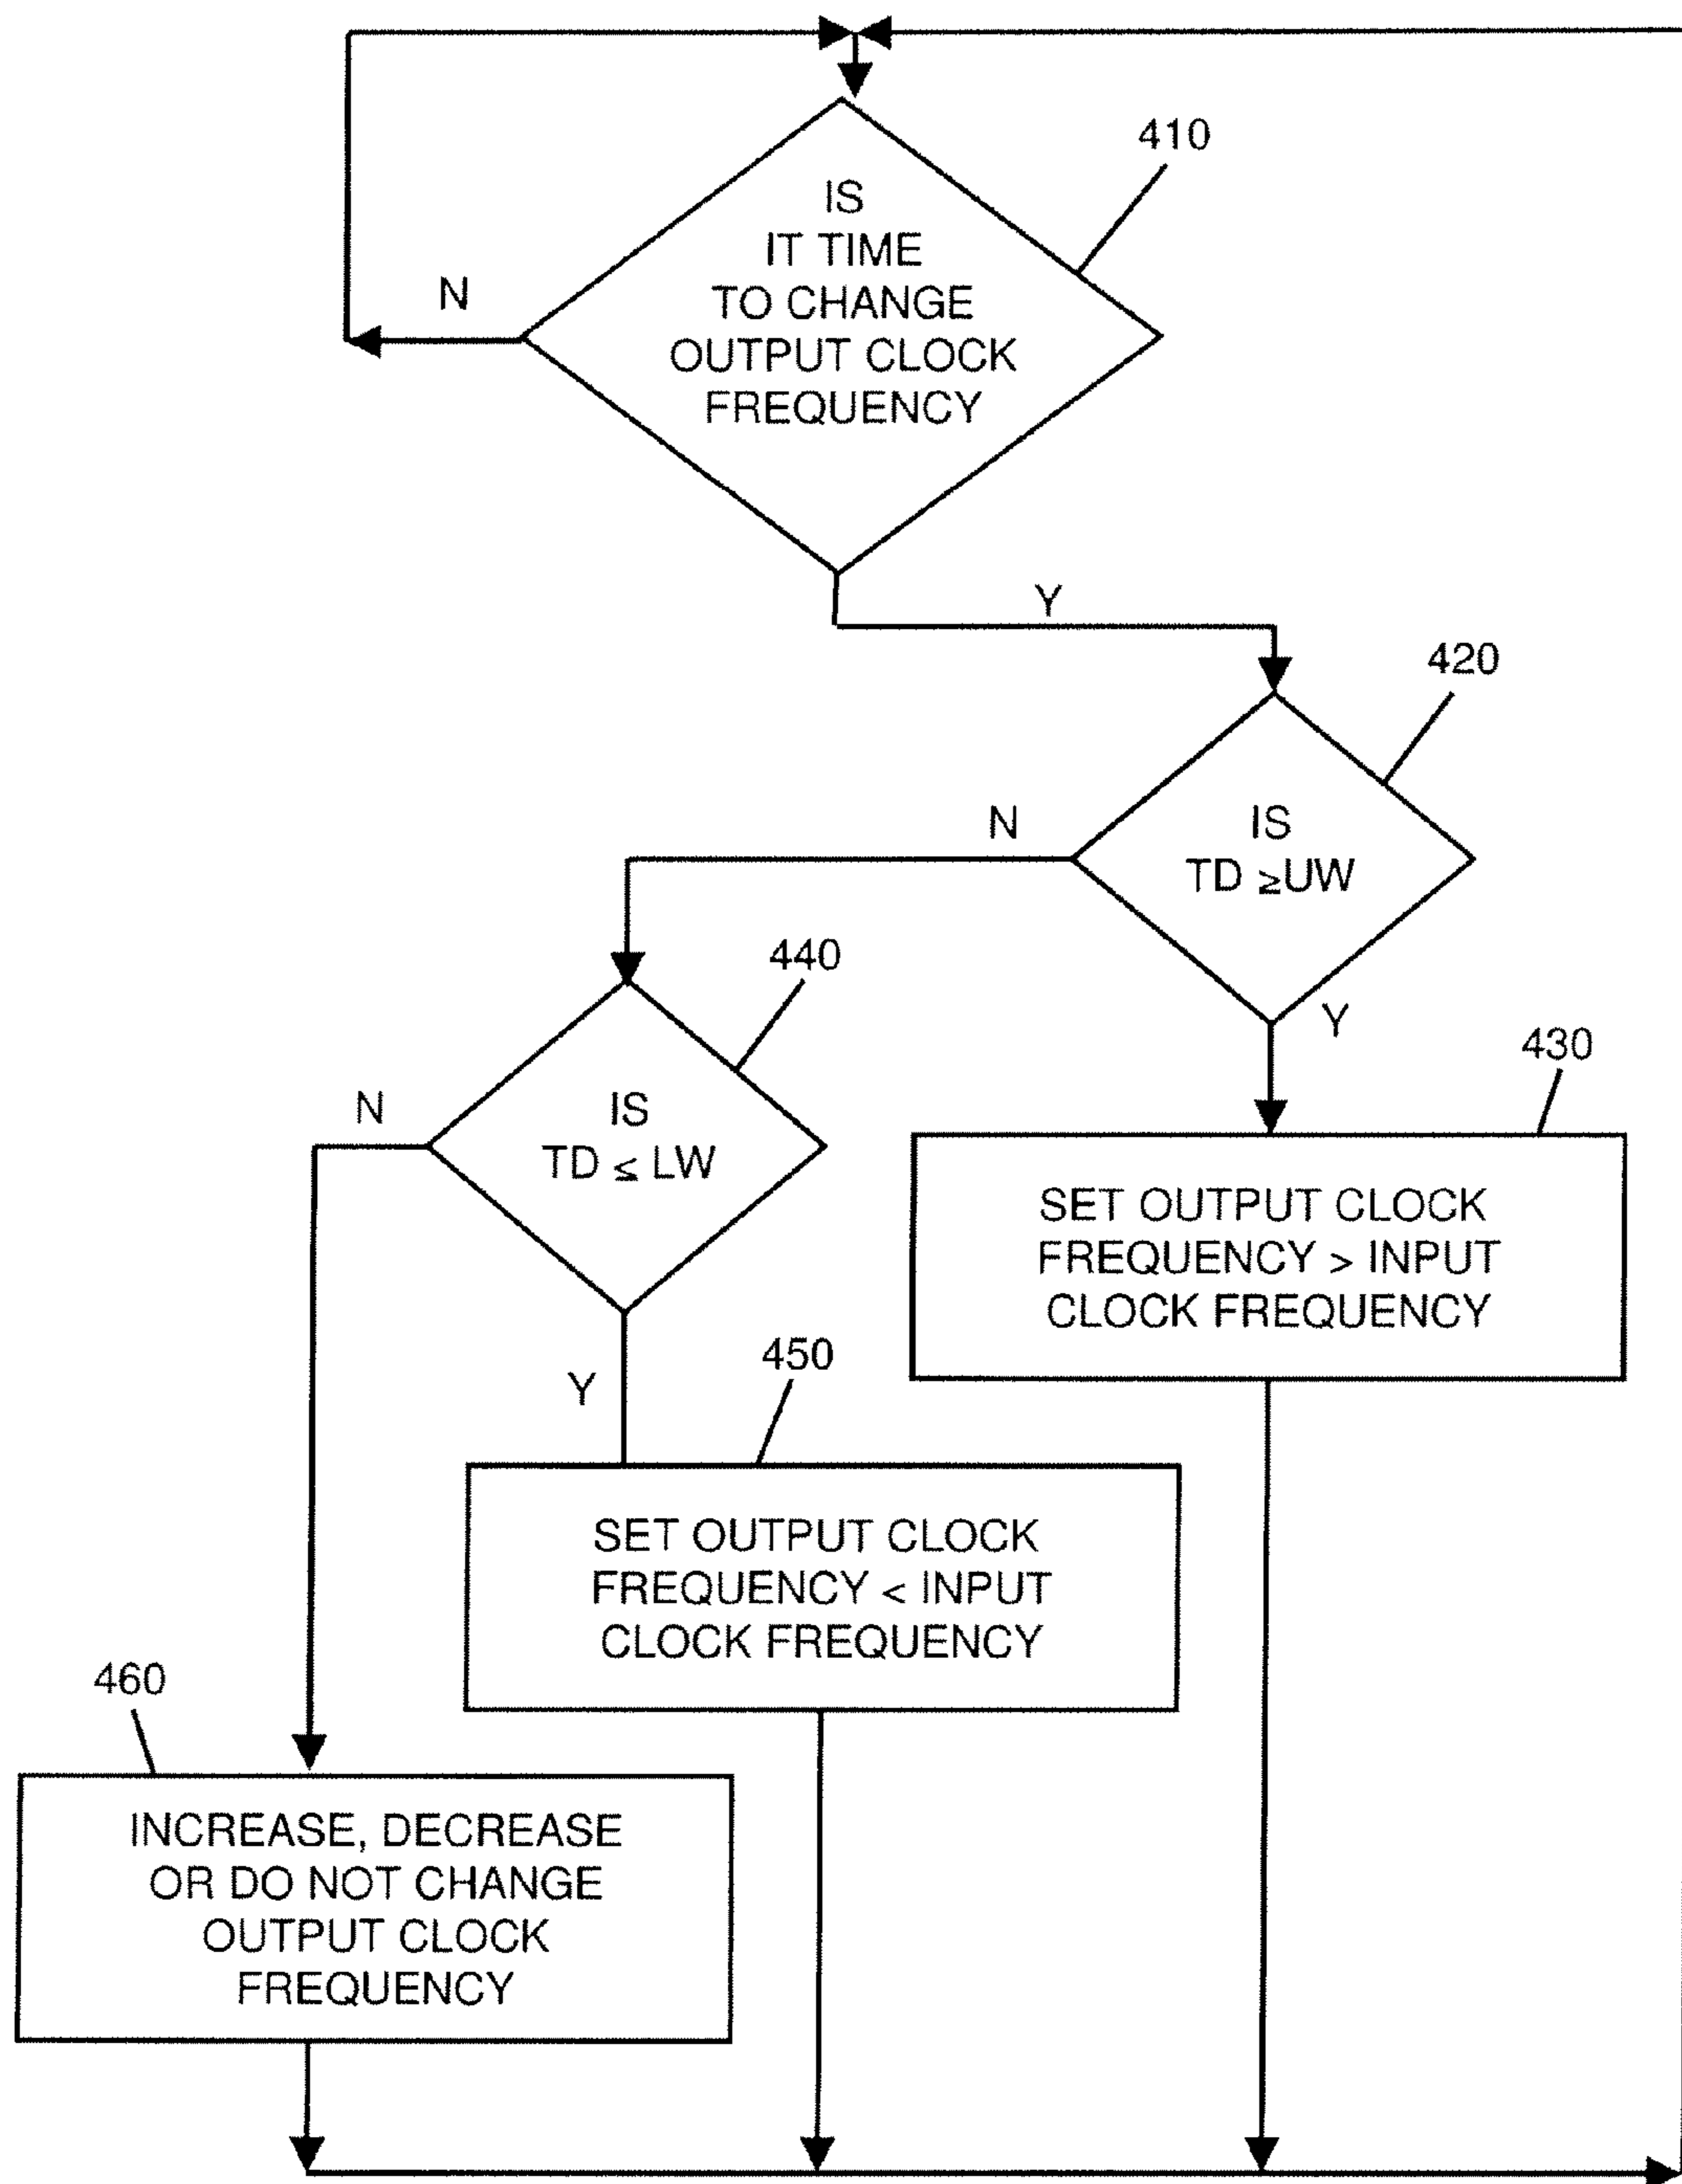 410
IS
IT TIME
TO CHANGE
OUTPUT CLOCK
FREQUENCY
N
Y
420
IS
TD ≥UW
N
Y
440
IS
TD ≤ LW
N
Y
430
SET OUTPUT CLOCK
FREQUENCY > INPUT
CLOCK FREQUENCY
450
SET OUTPUT CLOCK
FREQUENCY < INPUT
CLOCK FREQUENCY
460
INCREASE, DECREASE
OR DO NOT CHANGE
OUTPUT CLOCK
FREQUENCY